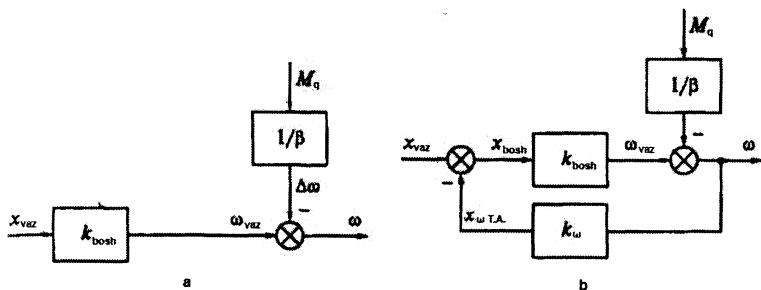 M_q
1/β
Δω
x_vaz
k_bosh
ω_vaz
ω
a
M_q
1/β
x_vaz
x_bosh
k_bosh
ω_vaz
ω
x_ω T.A.
k_ω
b